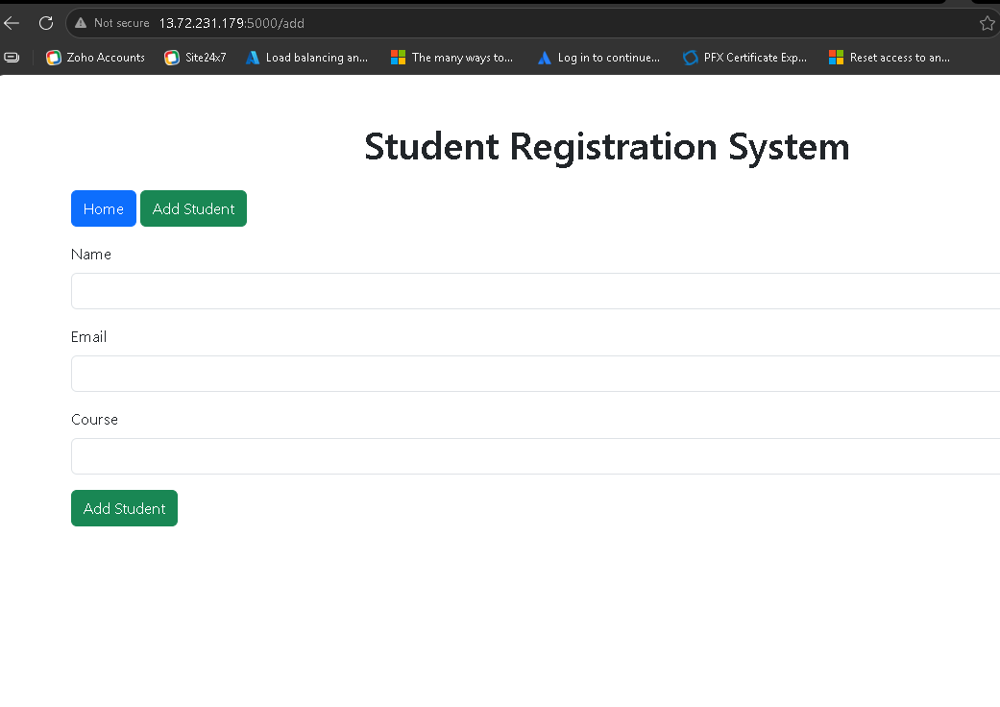 Not secure 13.72.231.179:5000/add
Zoho Accounts Site24x7 Load balancing an... The many ways to... Log in to continue... PFX Certificate Exp... Reset access to an...
Student Registration System
Home Add Student
Name
Email
Course
Add Student